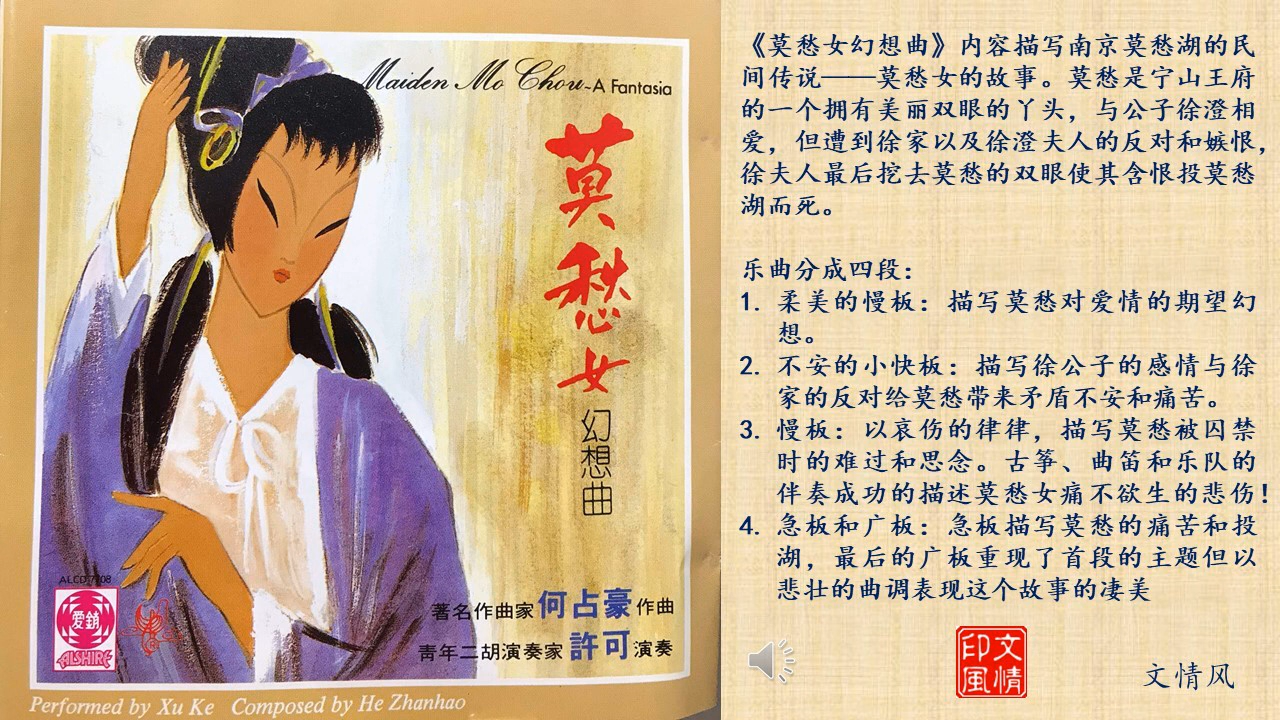 Maiden Mo Chou~A Fantasia
莫愁女
幻想曲
ALCD 7708
愛銷
ALSHIRE
著名作曲家何占豪作曲
青年二胡演奏家許可演奏
Performed by Xu Ke Composed by He Zhanhao
《莫愁女幻想曲》内容描写南京莫愁湖的民
间传说——莫愁女的故事。莫愁是宁山王府
的一个拥有美丽双眼的丫头，与公子徐澄相
爱，但遭到徐家以及徐澄夫人的反对和嫉恨，
徐夫人最后挖去莫愁的双眼使其含恨投莫愁
湖而死。
乐曲分成四段：
1. 柔美的慢板：描写莫愁对爱情的期望幻
想。
2. 不安的小快板：描写徐公子的感情与徐
家的反对给莫愁带来矛盾不安和痛苦。
3. 慢板：以哀伤的律律，描写莫愁被囚禁
时的难过和思念。古筝、曲笛和乐队的
伴奏成功的描述莫愁女痛不欲生的悲伤！
4. 急板和广板：急板描写莫愁的痛苦和投
湖，最后的广板重现了首段的主题但以
悲壮的曲调表现这个故事的凄美
文情
印風
文情风